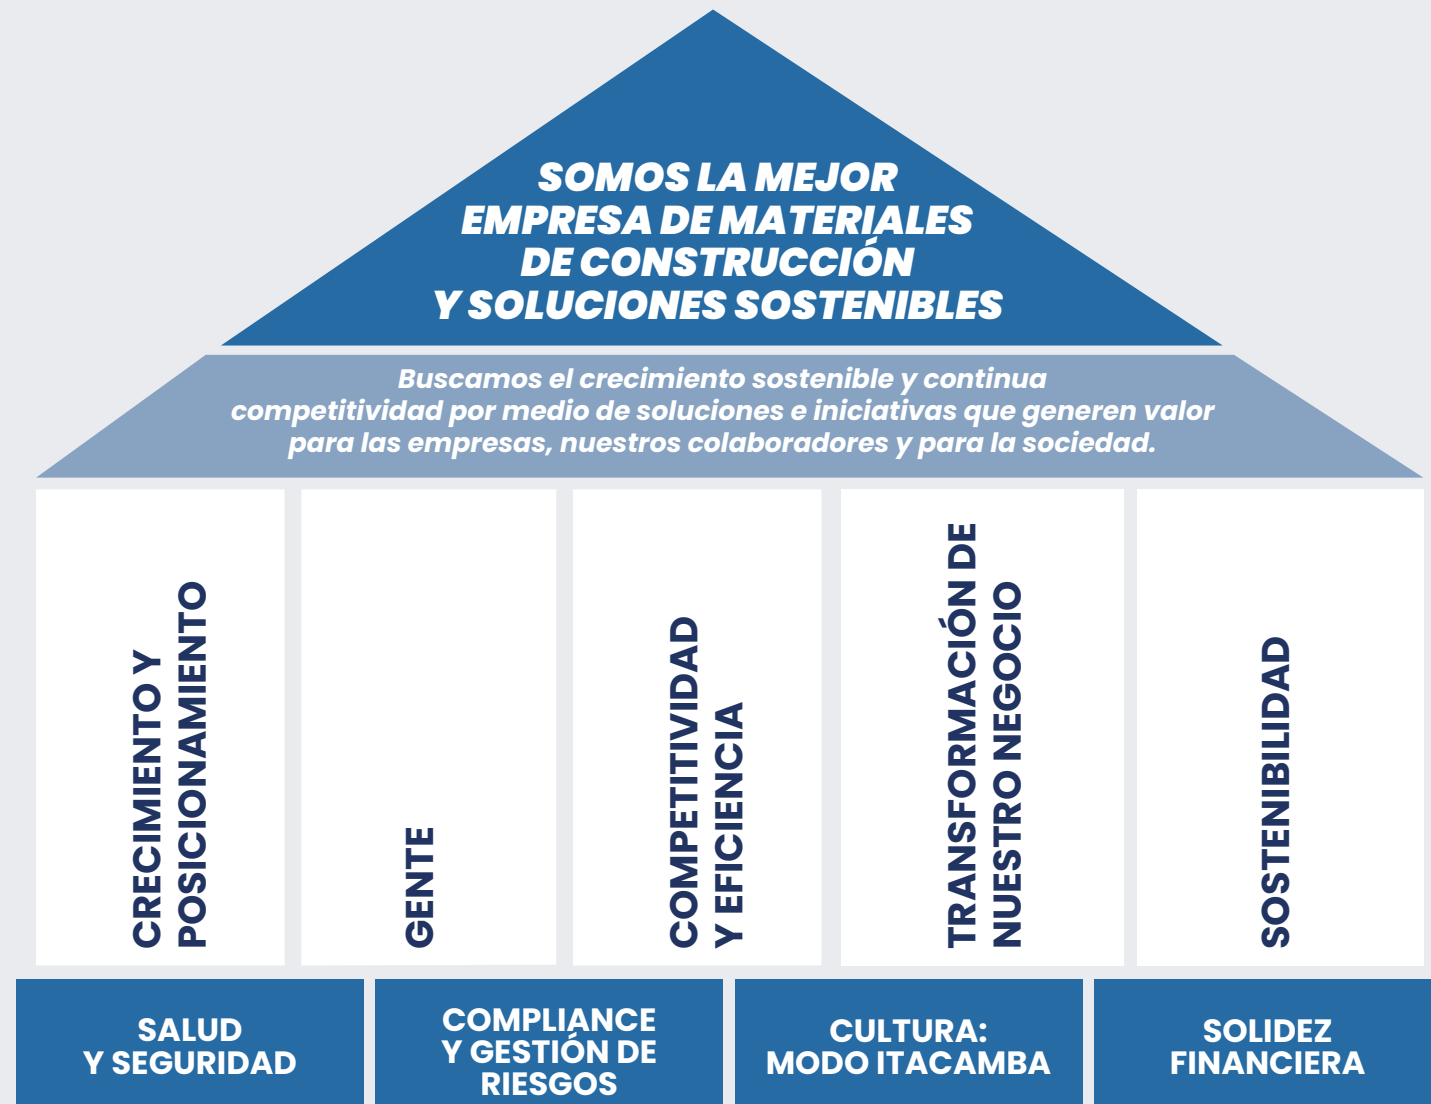 SOMOS LA MEJOR
EMPRESA DE MATERIALES
DE CONSTRUCCIÓN
Y SOLUCIONES SOSTENIBLES
Buscamos el crecimiento sostenible y continua
competitividad por medio de soluciones e iniciativas que generen valor
para las empresas, nuestros colaboradores y para la sociedad.
CRECIMIENTO Y
POSICIONAMIENTO
GENTE
COMPETITIVIDAD
Y EFICIENCIA
TRANSFORMACIÓN DE
NUESTRO NEGOCIO
SOSTENIBILIDAD
SALUD
Y SEGURIDAD
COMPLIANCE
Y GESTIÓN DE
RIESGOS
CULTURA:
MODO ITACAMBA
SOLIDEZ
FINANCIERA